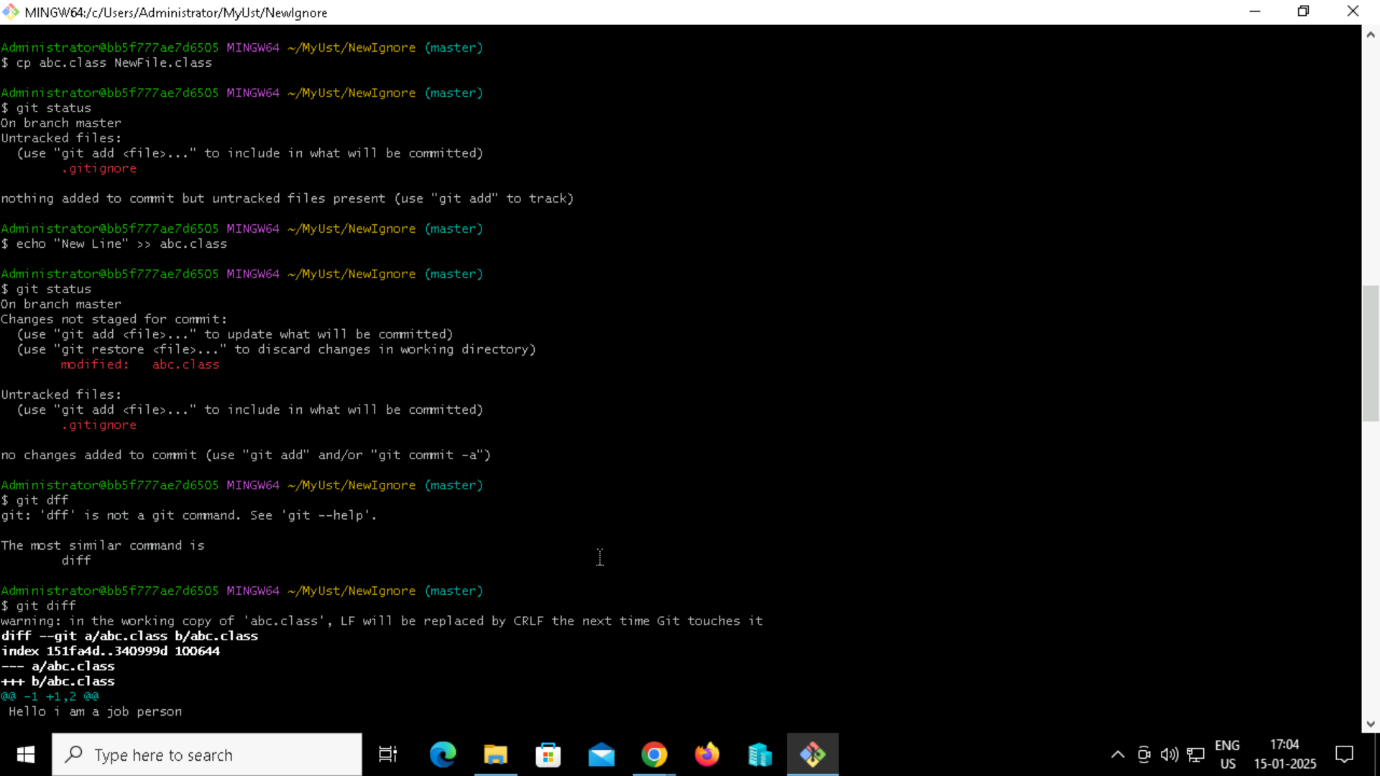 MINGW64:/c/Users/Administrator/MyUst/NewIgnore
Administrator@bb5f777ae7d6505 MINGW64 ~/MyUst/NewIgnore (master)
$ cp abc.class NewFile.class
Administrator@bb5f777ae7d6505 MINGW64 ~/MyUst/NewIgnore (master)
$ git status
On branch master
Untracked files:
(use "git add <file>..." to include in what will be committed)
.gitignore
nothing added to commit but untracked files present (use "git add" to track)
Administrator@bb5f777ae7d6505 MINGW64 ~/MyUst/NewIgnore (master)
$ echo "New Line" >> abc.class
Administrator@bb5f777ae7d6505 MINGW64 ~/MyUst/NewIgnore (master)
$ git status
On branch master
Changes not staged for commit:
(use "git add <file>..." to update what will be committed)
(use "git restore <file>..." to discard changes in working directory)
modified:   abc.class
Untracked files:
(use "git add <file>..." to include in what will be committed)
.gitignore
no changes added to commit (use "git add" and/or "git commit -a")
Administrator@bb5f777ae7d6505 MINGW64 ~/MyUst/NewIgnore (master)
$ git dff
git: 'dff' is not a git command. See 'git --help'.
The most similar command is
diff
Administrator@bb5f777ae7d6505 MINGW64 ~/MyUst/NewIgnore (master)
$ git diff
warning: in the working copy of 'abc.class', LF will be replaced by CRLF the next time Git touches it
diff --git a/abc.class b/abc.class
index 151fa4d..340999d 100644
--- a/abc.class
+++ b/abc.class
@@ -1 +1,2 @@
Hello i am a job person
Type here to search
ENG
US
17:04
15-01-2025